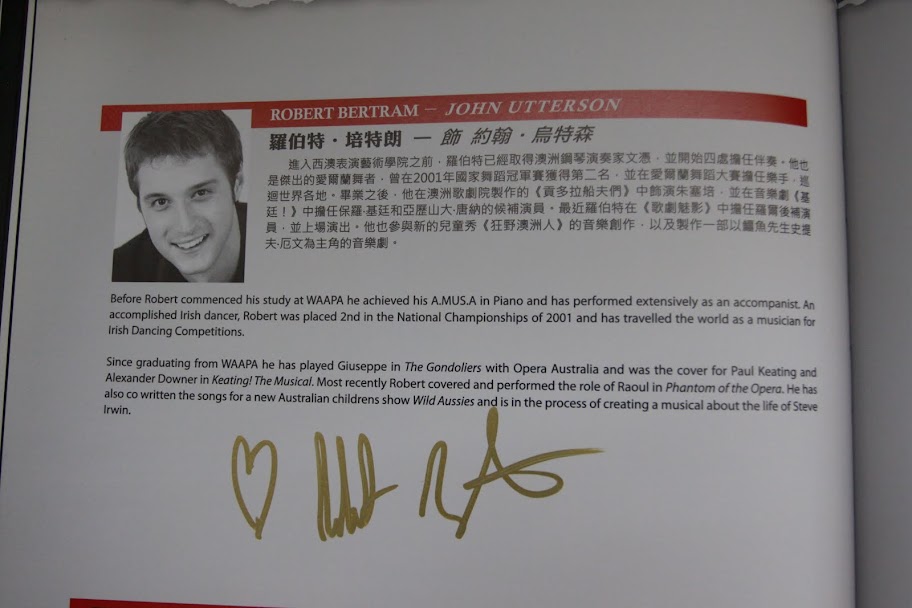 ROBERT BERTRAM – JOHN UTTERSON
羅伯特・培特朗 — 飾 約翰・烏特森
進入西澳表演藝術學院之前，羅伯特已經取得澳洲鋼琴演奏家文憑，並開始四處擔任伴奏。他也
是傑出的愛爾蘭舞者，曾在2001年國家舞蹈冠軍賽獲得第二名，並在愛爾蘭舞蹈大賽擔任樂手，巡
迴世界各地。畢業之後，他在澳洲歌劇院製作的《貢多拉船夫們》中飾演朱塞培，並在音樂劇《基
廷！》中擔任保羅·基廷和亞歷山大·唐納的候補演員。最近羅伯特在《歌劇魅影》中擔任羅爾後補演
員，並上場演出。他也參與新的兒童秀《狂野澳洲人》的音樂創作，以及製作一部以鱷魚先生史提
夫·厄文為主角的音樂劇。
Before Robert commenced his study at WAAPA he achieved his A.MUS.A in Piano and has performed extensively as an accompanist. An
accomplished Irish dancer, Robert was placed 2nd in the National Championships of 2001 and has travelled the world as a musician for
Irish Dancing Competitions.
Since graduating from WAAPA he has played Giuseppe in The Gondoliers with Opera Australia and was the cover for Paul Keating and
Alexander Downer in Keating! The Musical. Most recently Robert covered and performed the role of Raoul in Phantom of the Opera. He has
also co written the songs for a new Australian childrens show Wild Aussies and is in the process of creating a musical about the life of Steve
Irwin.